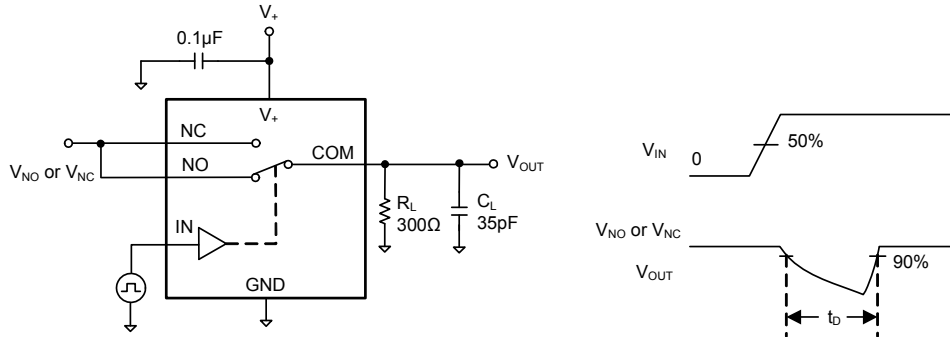 V+
0.1µF
V+
NC
NO
COM
VNO or VNC
VOUT
IN
RL
300Ω
CL
35pF
GND
VIN
0
50%
VNO or VNC
VOUT
90%
tD